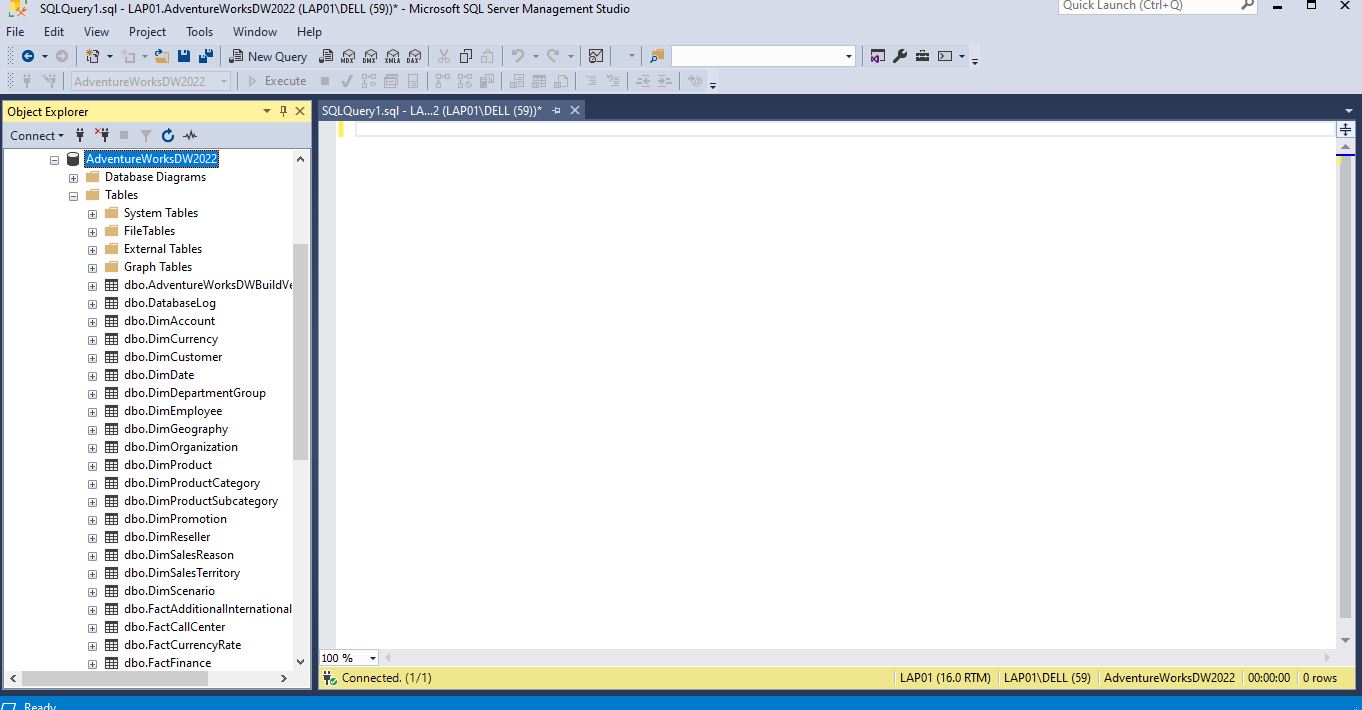 SQLQuery1.sql - LAP01.AdventureWorksDW2022 (LAP01\DELL (59))* - Microsoft SQL Server Management Studio
Quick Launch (Ctrl+Q)
File Edit View Project Tools Window Help
New Query MDX DMX XMLA DAX
AdventureWorksDW2022 Execute
Object Explorer
SQLQuery1.sql - LA...2 (LAP01\DELL (59))*
Connect
AdventureWorksDW2022
Database Diagrams
Tables
System Tables
FileTables
External Tables
Graph Tables
dbo.AdventureWorksDWBuildVe
dbo.DatabaseLog
dbo.DimAccount
dbo.DimCurrency
dbo.DimCustomer
dbo.DimDate
dbo.DimDepartmentGroup
dbo.DimEmployee
dbo.DimGeography
dbo.DimOrganization
dbo.DimProduct
dbo.DimProductCategory
dbo.DimProductSubcategory
dbo.DimPromotion
dbo.DimReseller
dbo.DimSalesReason
dbo.DimSalesTerritory
dbo.DimScenario
dbo.FactAdditionalInternational
dbo.FactCallCenter
dbo.FactCurrencyRate
dbo.FactFinance
100 %
Connected. (1/1) LAP01 (16.0 RTM) LAP01\DELL (59) AdventureWorksDW2022 00:00:00 0 rows
Ready